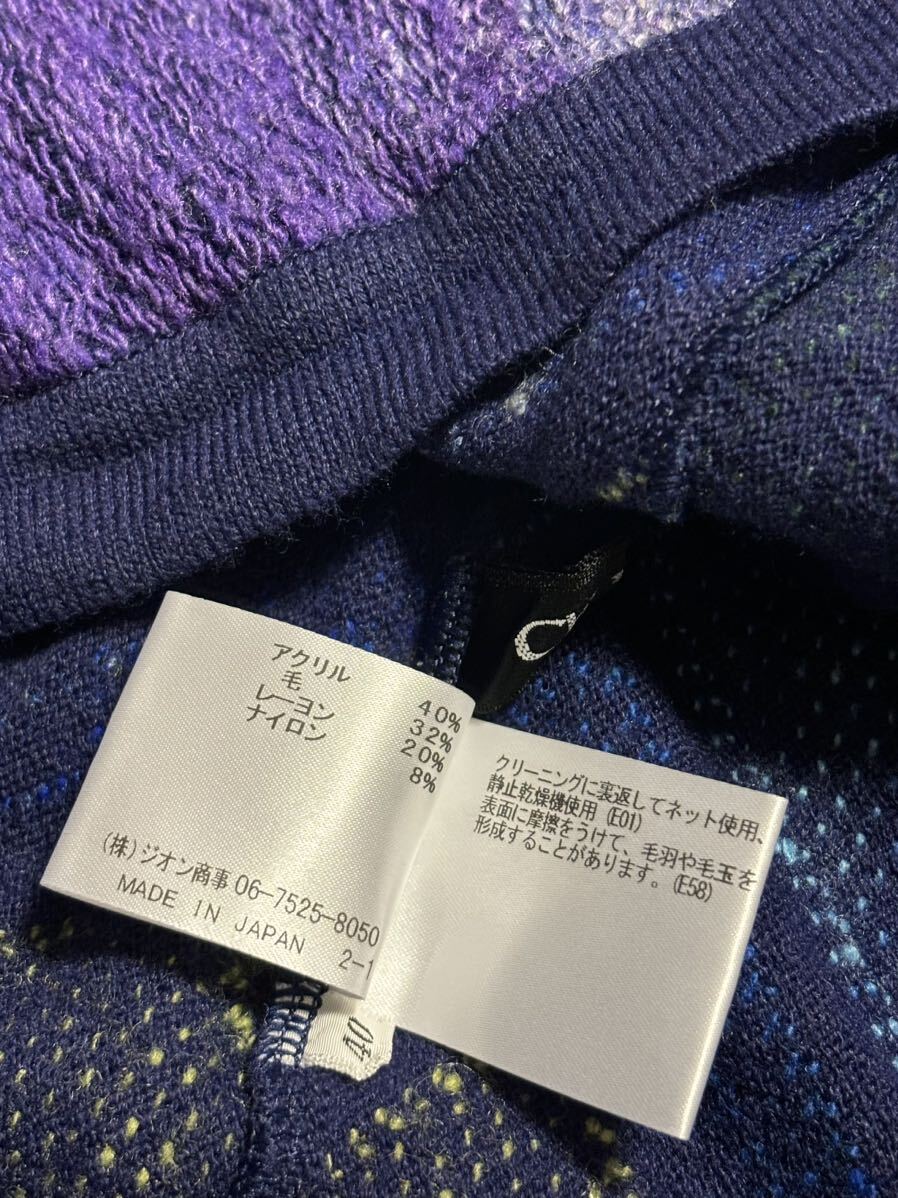 アクリル 40%
毛 32%
レーヨン 20%
ナイロン 8%
(株)ジオン商事 06-7525-8050
MADE IN JAPAN 2-1
クリーニングに裏返してネット使用、
静止乾燥機使用 (E01)
表面に摩擦をうけて、毛羽や毛玉を
形成することがあります。(E58)
40